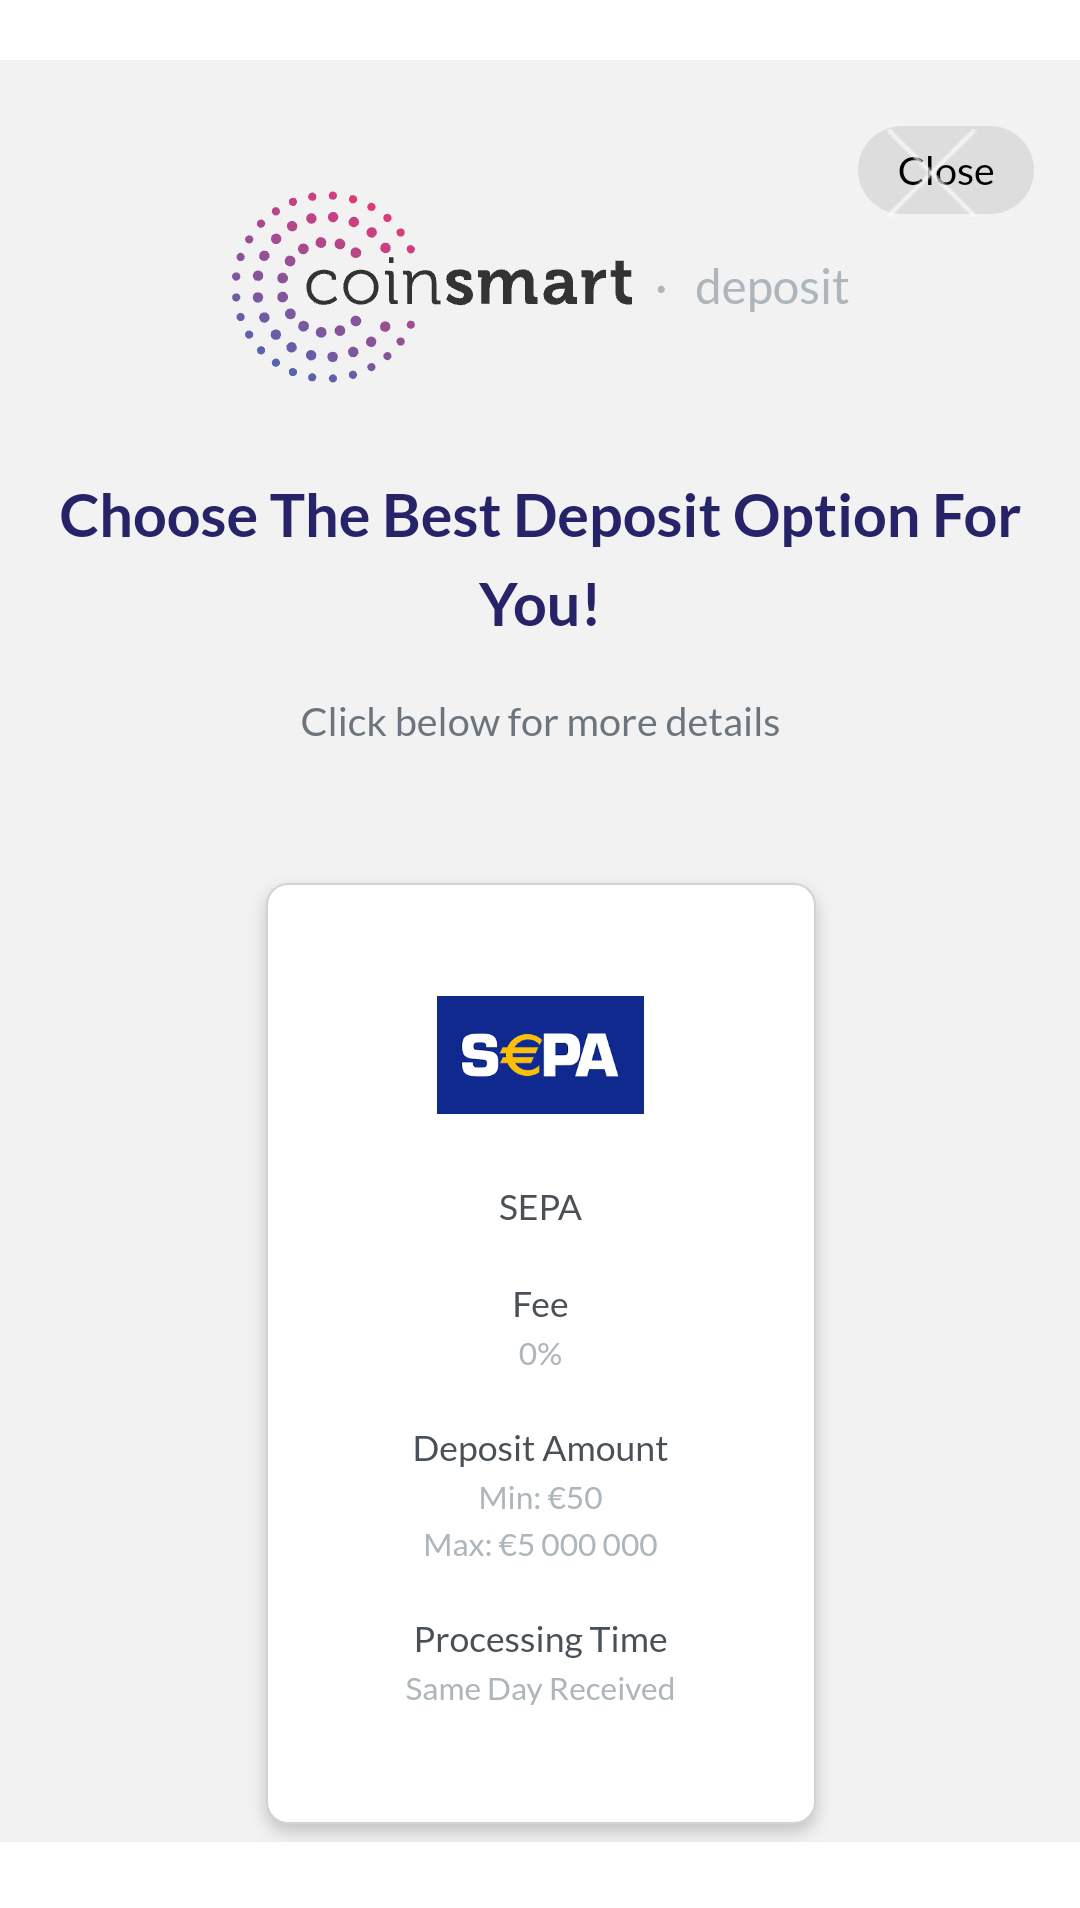 Close
coinsmart · deposit
Choose The Best Deposit Option For
You!
Click below for more details
S€PA
SEPA
Fee
0%
Deposit Amount
Min: €50
Max: €5 000 000
Processing Time
Same Day Received